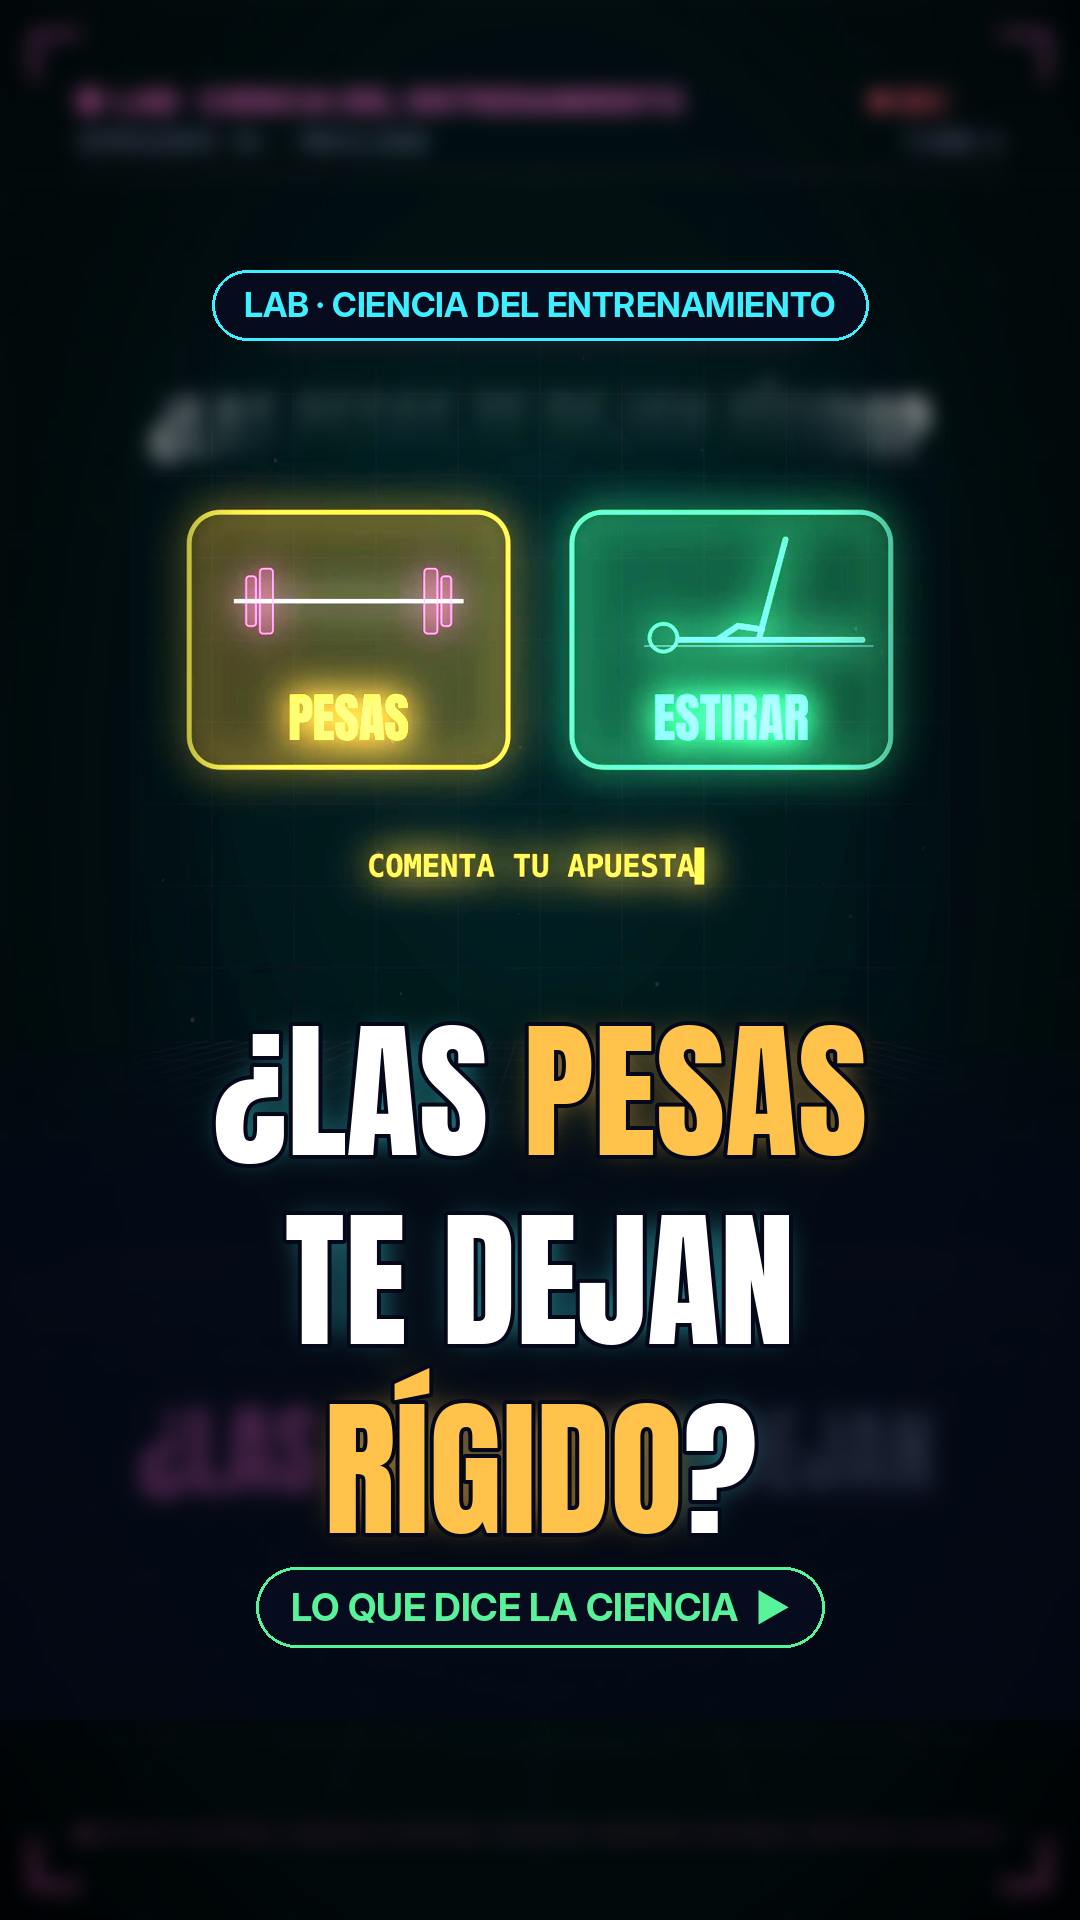 LAB · CIENCIA DEL ENTRENAMIENTO
PESAS
ESTIRAR
COMENTA TU APUESTA
¿LAS PESAS
TE DEJAN
RÍGIDO?
LO QUE DICE LA CIENCIA